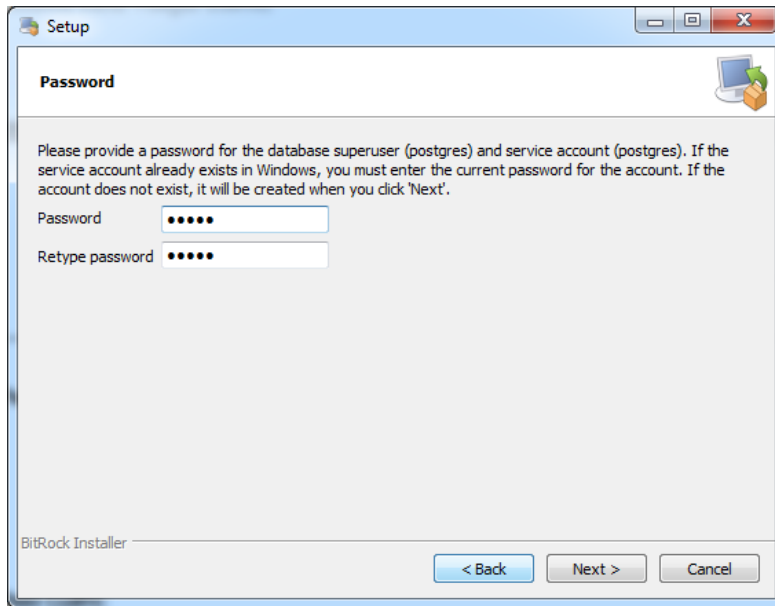 Setup
Password
Please provide a password for the database superuser (postgres) and service account (postgres). If the
service account already exists in Windows, you must enter the current password for the account. If the
account does not exist, it will be created when you click 'Next'.
Password
Retype password
BitRock Installer
< Back
Next >
Cancel